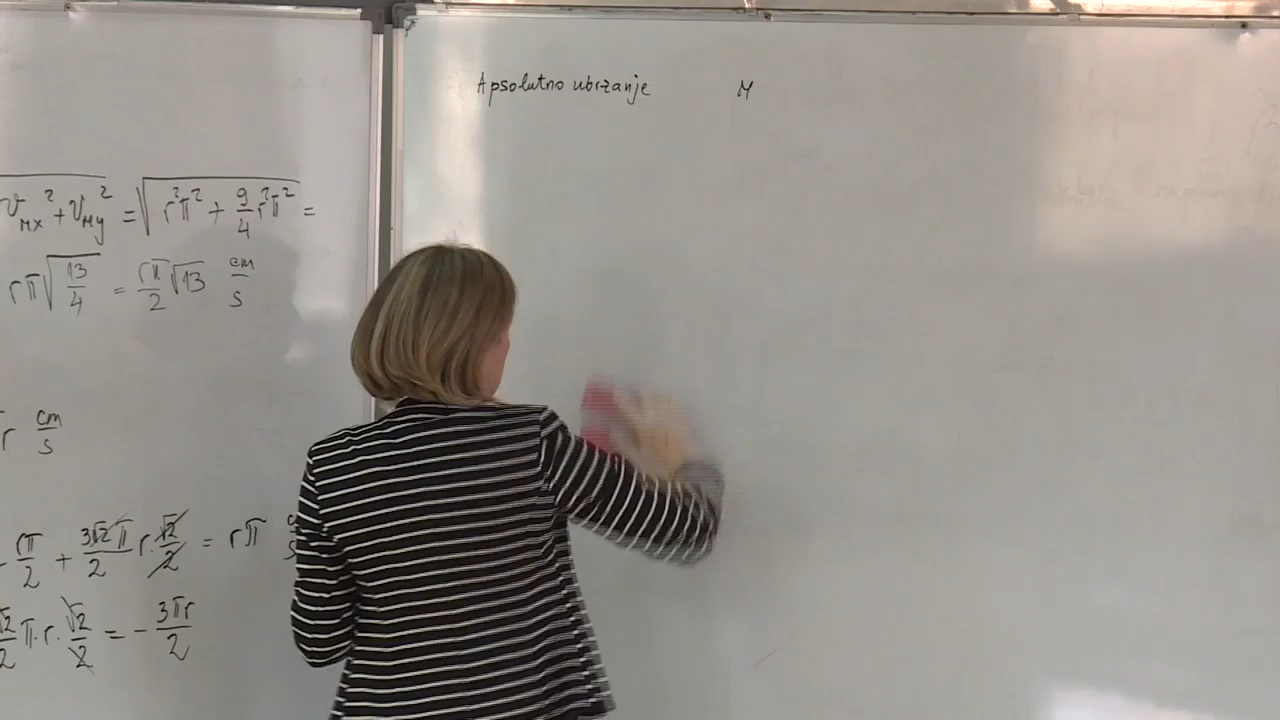 v_Mx² + v_My² = √(r²π² + 9/4 r²π²) =
rπ √(13/4) = rπ/2 √13 cm/s
r cm/s
rπ/2 + 3√2π/2 r · √2/2 = rπ
√2/2 π · r · √2/2 = - 3πr/2
Apsolutno ubrzanje M